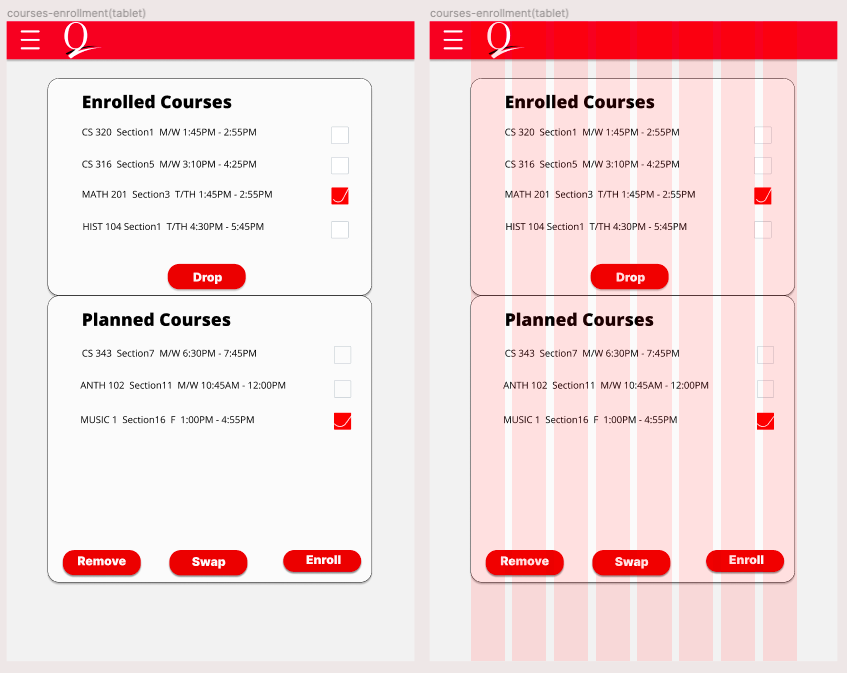 courses-enrollment(tablet)
Q
Enrolled Courses
CS 320 Section1 M/W 1:45PM - 2:55PM
CS 316 Section5 M/W 3:10PM - 4:25PM
MATH 201 Section3 T/TH 1:45PM - 2:55PM
HIST 104 Section1 T/TH 4:30PM - 5:45PM
Drop
Planned Courses
CS 343 Section7 M/W 6:30PM - 7:45PM
ANTH 102 Section11 M/W 10:45AM - 12:00PM
MUSIC 1 Section16 F 1:00PM - 4:55PM
Remove Swap Enroll
courses-enrollment(tablet)
Q
Enrolled Courses
CS 320 Section1 M/W 1:45PM - 2:55PM
CS 316 Section5 M/W 3:10PM - 4:25PM
MATH 201 Section3 T/TH 1:45PM - 2:55PM
HIST 104 Section1 T/TH 4:30PM - 5:45PM
Drop
Planned Courses
CS 343 Section7 M/W 6:30PM - 7:45PM
ANTH 102 Section11 M/W 10:45AM - 12:00PM
MUSIC 1 Section16 F 1:00PM - 4:55PM
Remove Swap Enroll